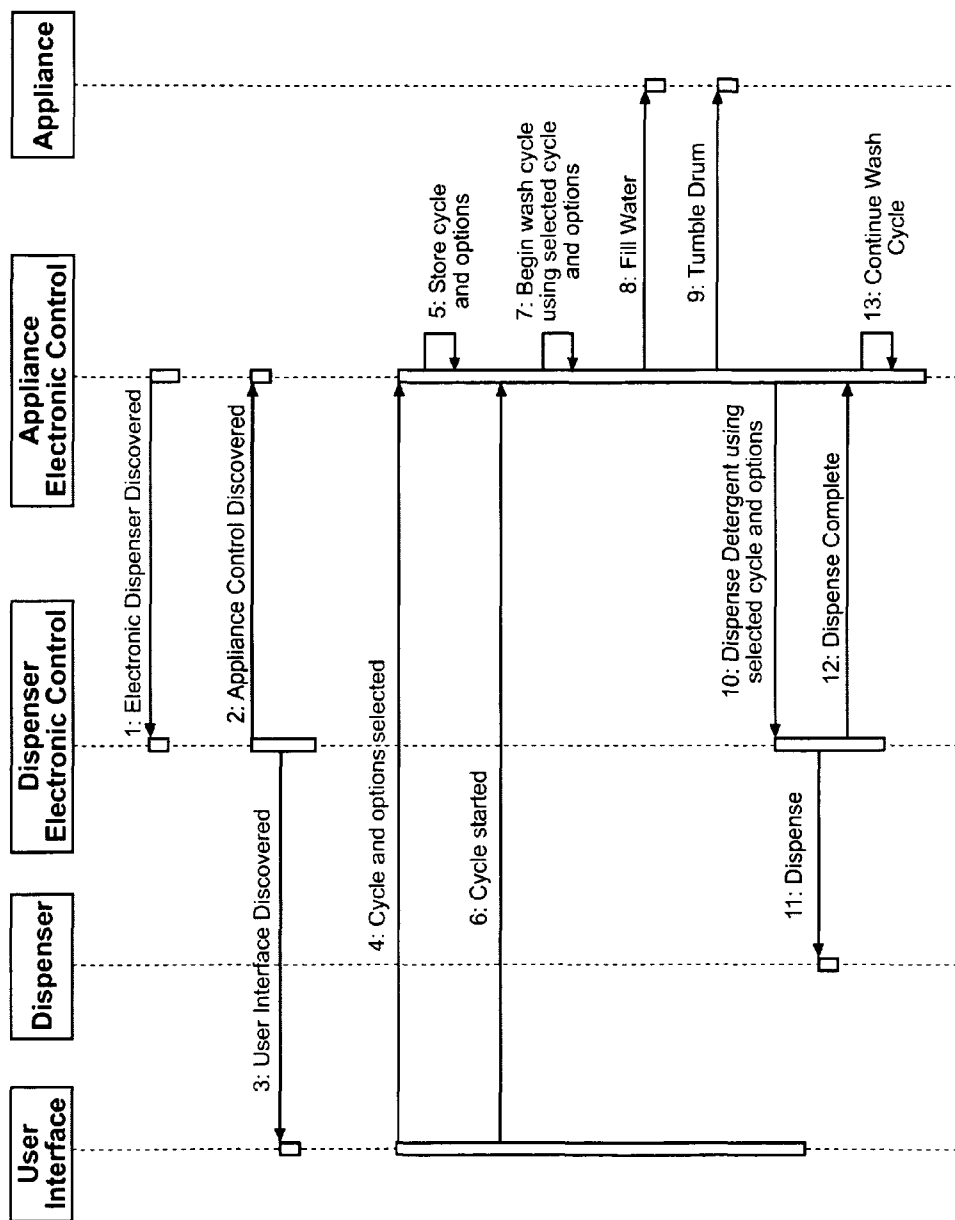 User
Interface
Dispenser
Dispenser
Electronic Control
Appliance
Electronic Control
Appliance
1: Electronic Dispenser Discovered
2: Appliance Control Discovered
3: User Interface Discovered
4: Cycle and options selected
5: Store cycle
and options
6: Cycle started
7: Begin wash cycle
using selected cycle
and options
8: Fill Water
9: Tumble Drum
10: Dispense Detergent using
selected cycle and options
11: Dispense
12: Dispense Complete
13: Continue Wash
Cycle